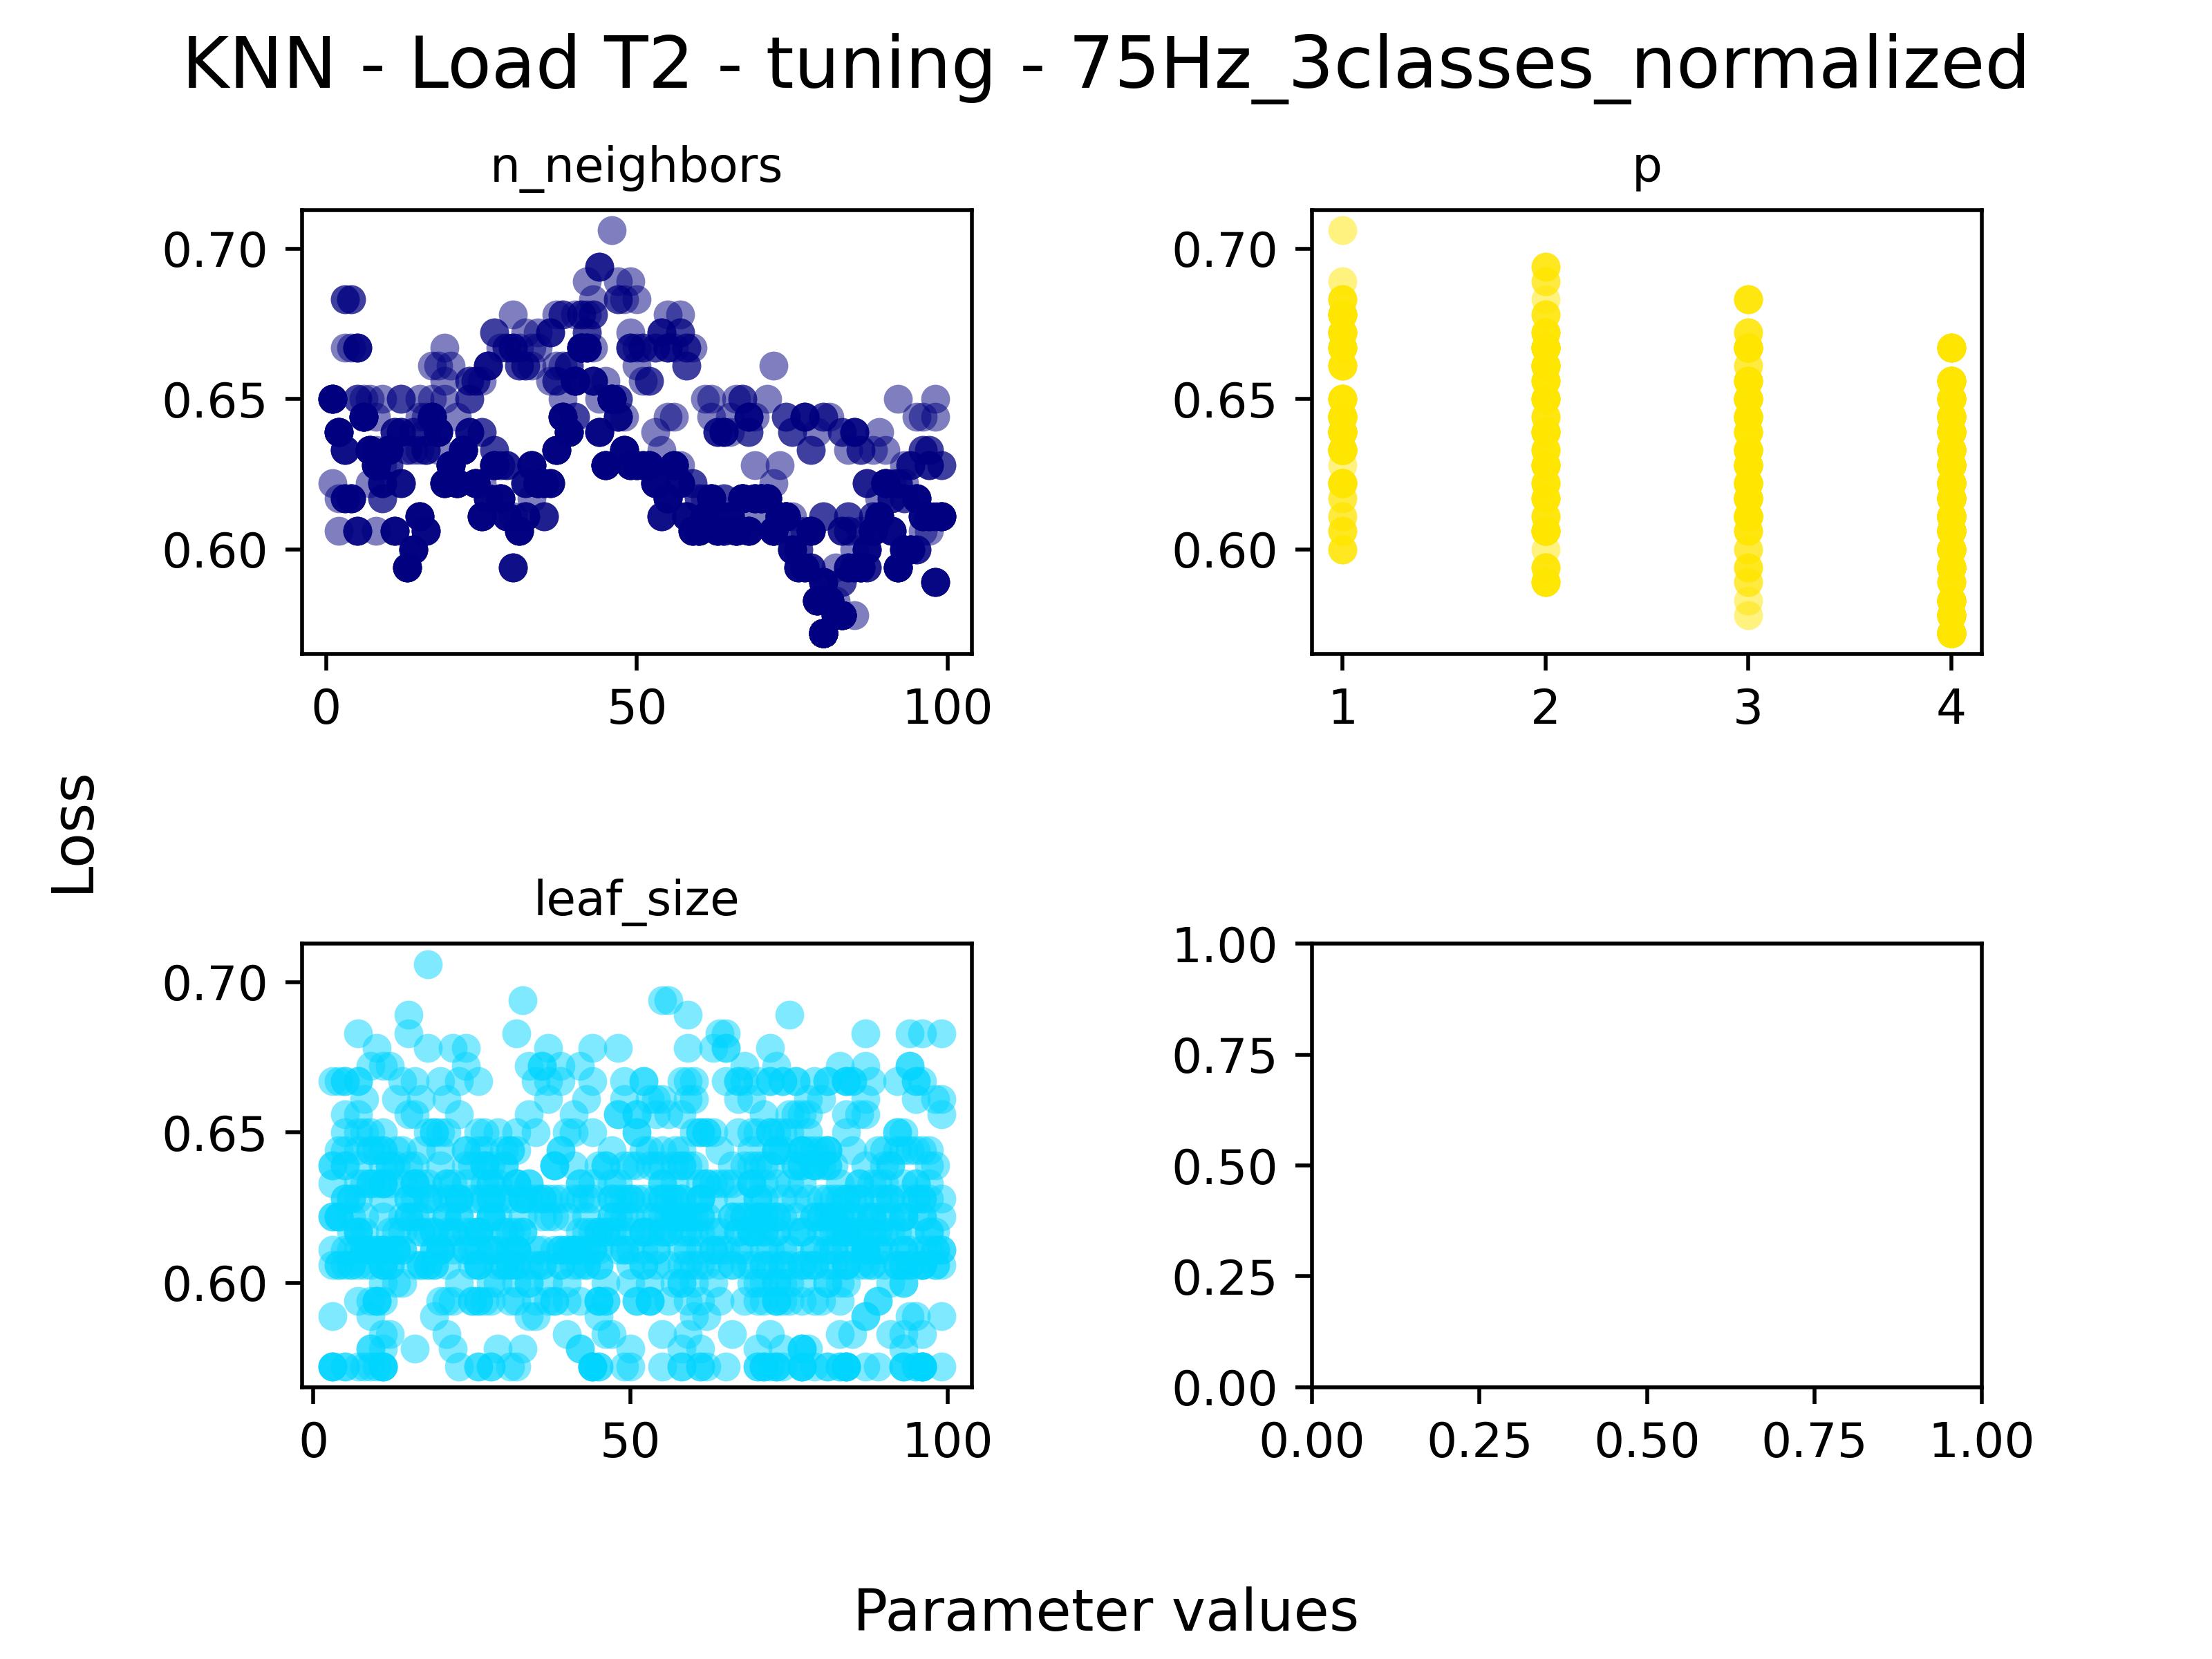 KNN - Load T2 - tuning - 75Hz_3classes_normalized
n_neighbors
0.70
0.65
0.60
0 50 100
p
0.70
0.65
0.60
1 2 3 4
Loss
leaf_size
0.70
0.65
0.60
0 50 100
1.00
0.75
0.50
0.25
0.00
0.00 0.25 0.50 0.75 1.00
Parameter values